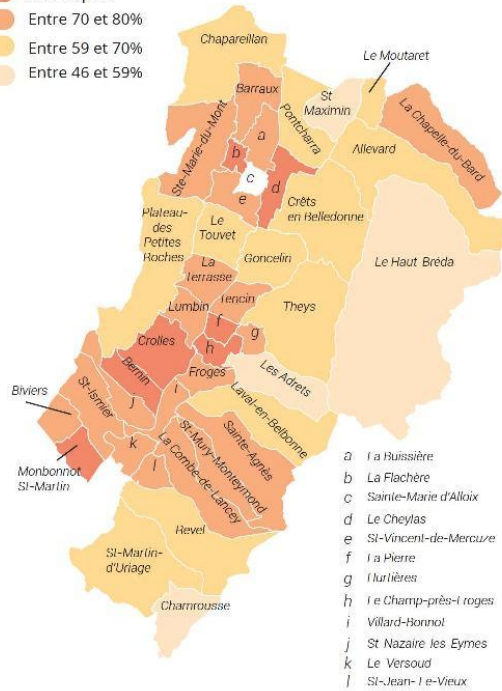 Entre 70 et 80%
Entre 59 et 70%
Entre 46 et 59%
Chapareillan
Le Moutaret
Barraux
St
Maximin
Pontcharra
La Chapelle-du-Bard
Ste-Marie-du-Mont
a
b
c
d
e
Allevard
Crêts
en Belledonne
Plateau-
des
Petites
Roches
Le
Touvet
Goncelin
Le Haut Bréda
La
Terrasse
Tencin
Lumbin
Theys
f
g
h
Crolles
Bernin
Froges
Les Adrets
i
Laval-en-Belbonne
Biviers
St-Ismier
j
Sainte-Agnès
St-Mury-Monteymond
La Combe-de-Lancey
k
l
Monbonnot
St-Martin
Revel
St-Martin-
d'Uriage
Chamrousse
a La Buissière
b La Flachère
c Sainte-Marie d'Alloix
d Le Cheylas
e St-Vincent-de-Mercuze
f La Pierre
g Hurtières
h Le Champ-près-Froges
i Villard-Bonnot
j St Nazaire les Eymes
k Le Versoud
l St-Jean-Le-Vieux